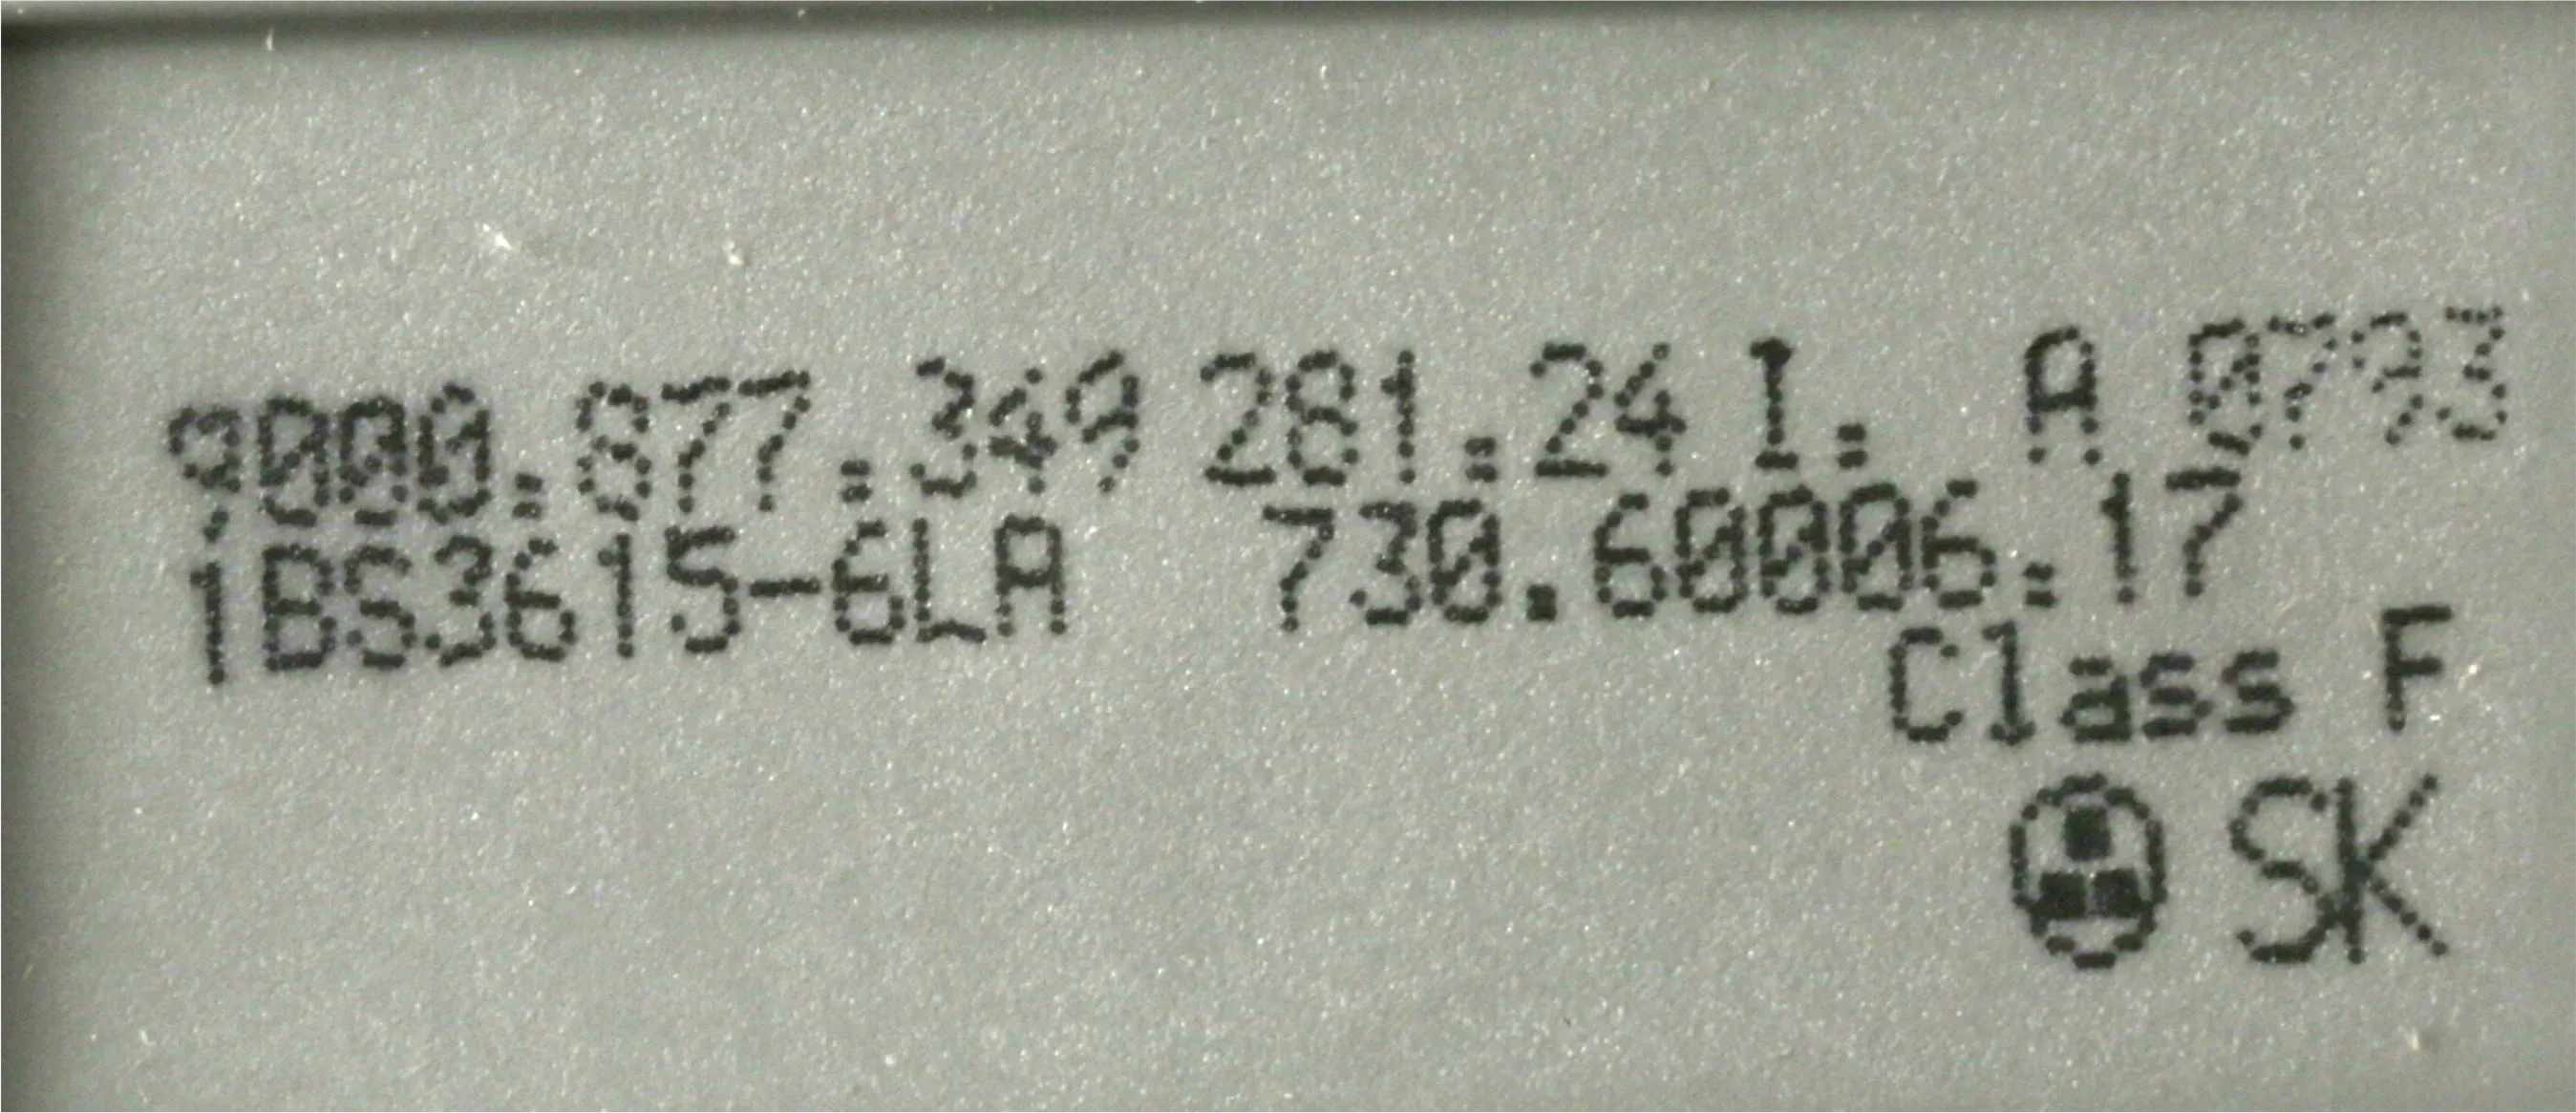 9000.877.349 281.24 I. A 0793
1BS3615-6LA 730.60006.17
Class F
SK